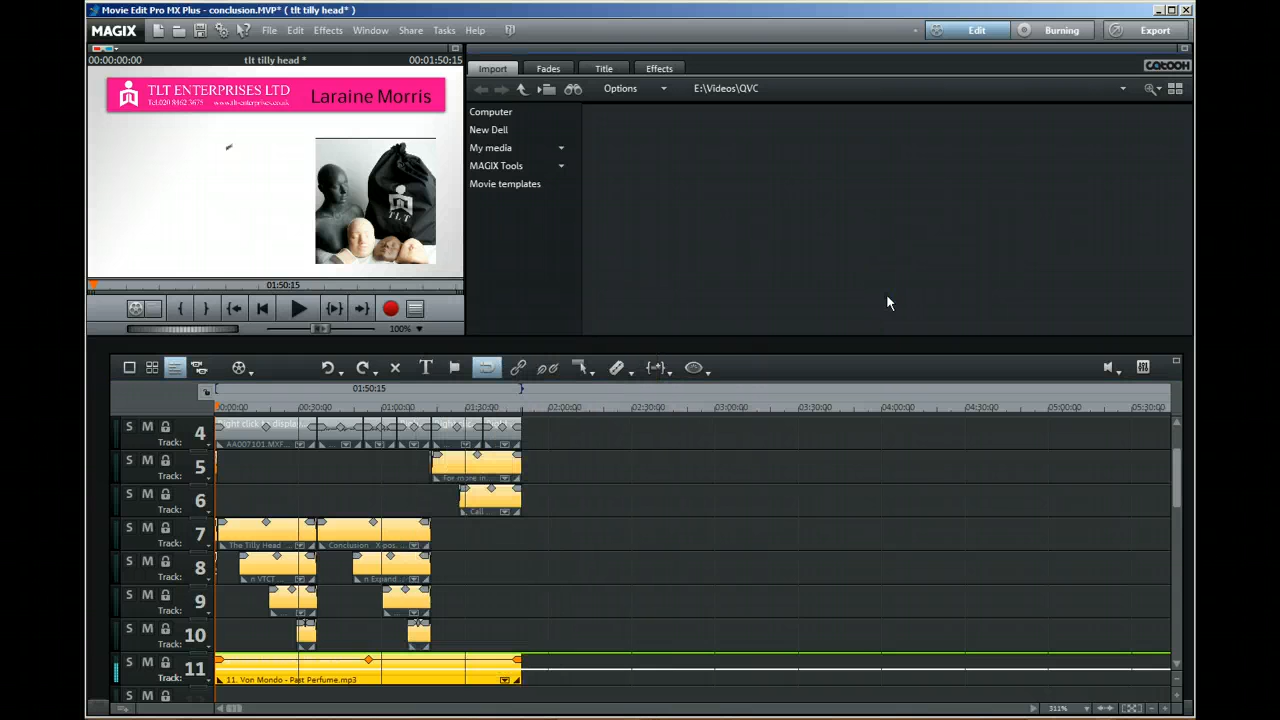 Movie Edit Pro MX Plus - conclusion.MVP* ( tlt tilly head* )
MAGIX File Edit Effects Window Share Tasks Help Edit Burning Export
00:00:00:00 tlt tilly head * 00:01:50:15
TLT ENTERPRISES LTD
Laraine Morris
Tel:020 8462 3675 www.tlt-enterprises.co.uk
TLT
Import Fades Title Effects catooh
Options E:\Videos\QVC
Computer
New Dell
My media
MAGIX Tools
Movie templates
01:50:15
100%
01:50:15
00:00:00 00:30:00 01:00:00 01:30:00 02:00:00 02:30:00 03:00:00 03:30:00 04:00:00 04:30:00 05:00:00 05:30:00
S M 4
Track: AA007101.MXF...
S M 5
Track: For more in...
S M 6
Track: Call
S M 7
Track: The Tilly Head Conclusion X-pos...
S M 8
Track: n VTCT n Expand...
S M 9
Track:
S M 10
Track:
S M 11
Track: 11. Von Mondo - Past Perfume.mp3
S M
311%